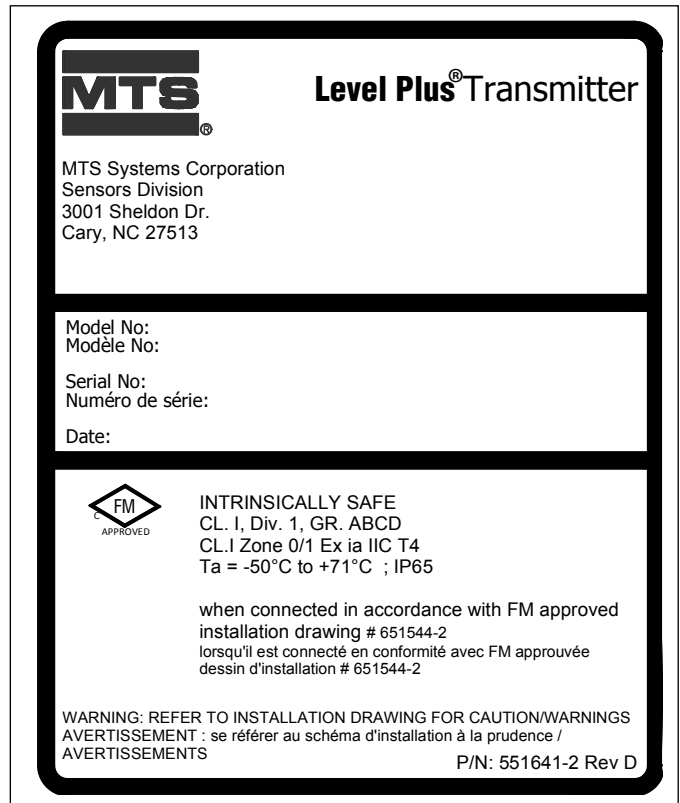 MTS®
Level Plus® Transmitter
MTS Systems Corporation
Sensors Division
3001 Sheldon Dr.
Cary, NC 27513
Model No:
Modèle No:
Serial No:
Numéro de série:
Date:
C FM
APPROVED
INTRINSICALLY SAFE
CL. I, Div. 1, GR. ABCD
CL.I Zone 0/1 Ex ia IIC T4
Ta = -50°C to +71°C ; IP65
when connected in accordance with FM approved
installation drawing # 651544-2
lorsqu'il est connecté en conformité avec FM approuvée
dessin d'installation # 651544-2
WARNING: REFER TO INSTALLATION DRAWING FOR CAUTION/WARNINGS
AVERTISSEMENT : se référer au schéma d'installation à la prudence /
AVERTISSEMENTS
P/N: 551641-2 Rev D